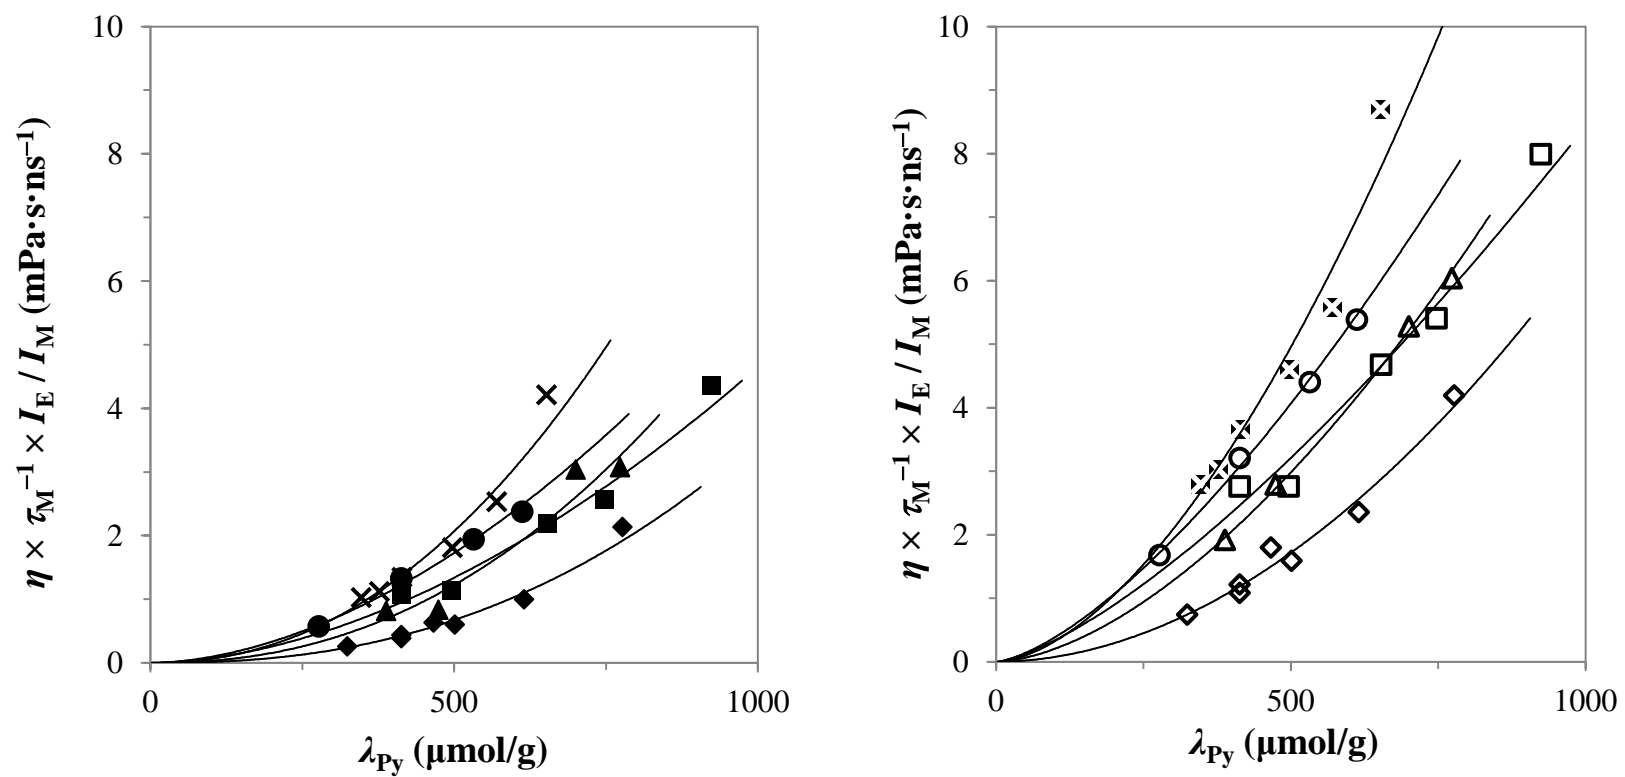 10
8
6
4
2
0
0 500 1000
λPy (μmol/g)
η × τM⁻¹ × IE / IM (mPa·s·ns⁻¹)
10
8
6
4
2
0
0 500 1000
λPy (μmol/g)
η × τM⁻¹ × IE / IM (mPa·s·ns⁻¹)